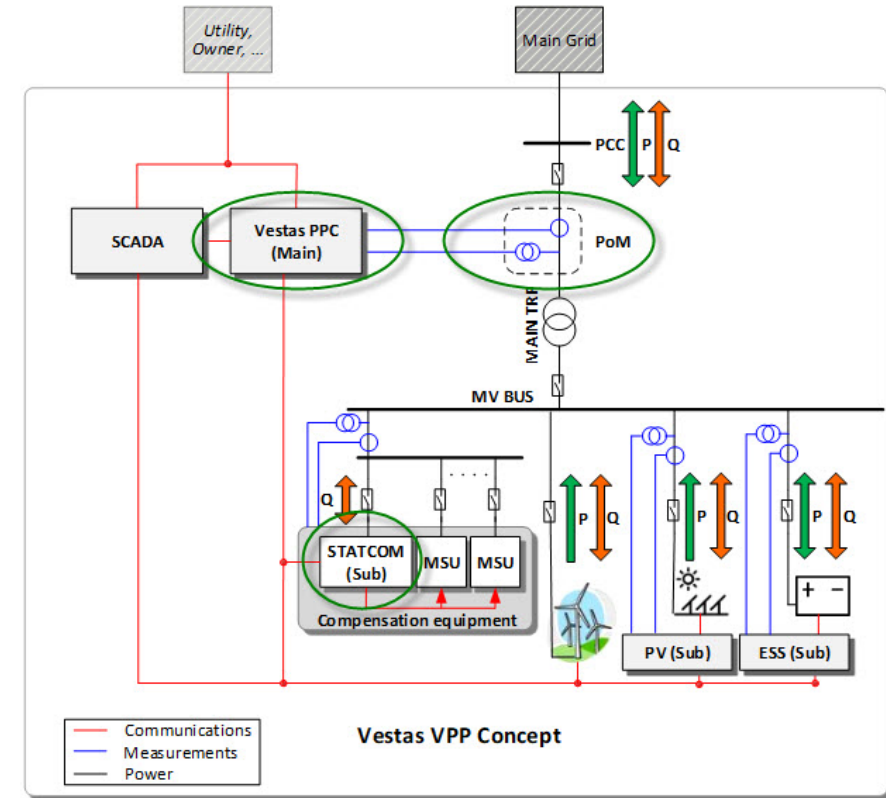 Utility,
Owner, ...
Main Grid
PCC
P
Q
SCADA
Vestas PPC
(Main)
PoM
MAIN TRF
MV BUS
Q
P
Q
P
Q
P
Q
STATCOM
(Sub)
MSU
MSU
Compensation equipment
+ -
PV (Sub)
ESS (Sub)
Communications
Measurements
Power
Vestas VPP Concept